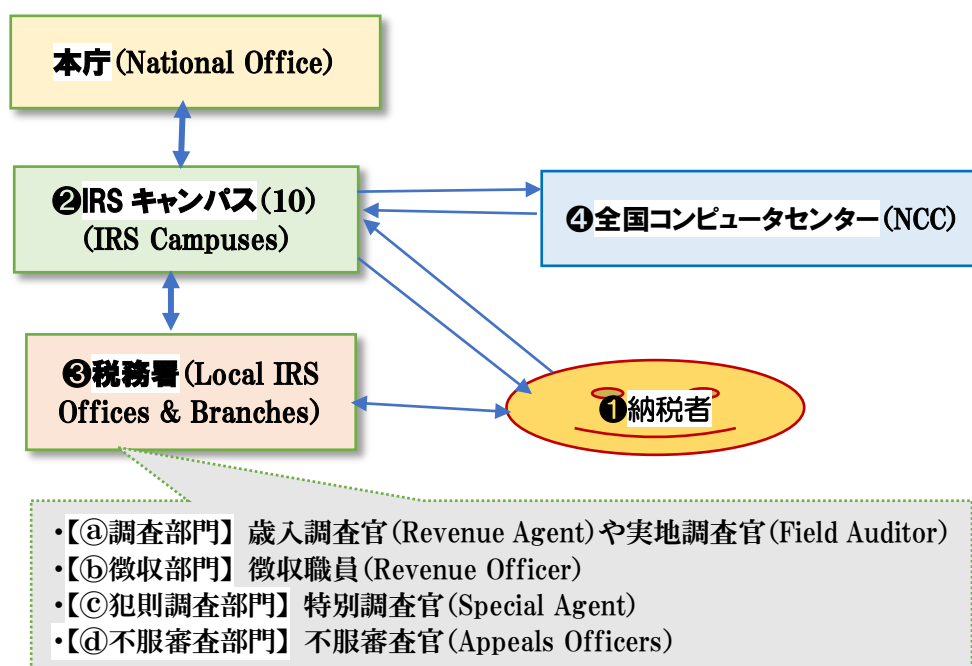 本庁(National Office)
❷IRS キャンパス(10)
(IRS Campuses)
❹全国コンピュータセンター(NCC)
❸税務署(Local IRS
Offices & Branches)
❶納税者
・【ⓐ調査部門】歳入調査官(Revenue Agent)や実地調査官(Field Auditor)
・【ⓑ徴収部門】徴収職員(Revenue Officer)
・【ⓒ犯則調査部門】特別調査官(Special Agent)
・【ⓓ不服審査部門】不服審査官(Appeals Officers)